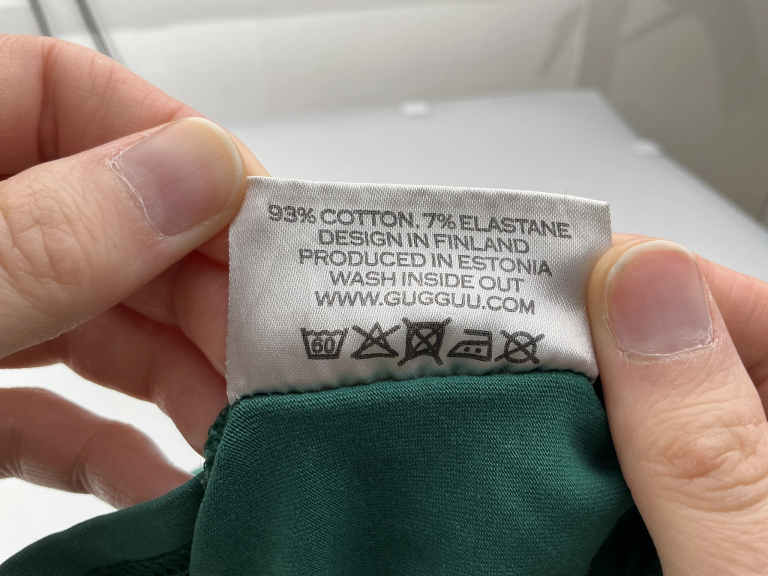 93% COTTON, 7% ELASTANE
DESIGN IN FINLAND
PRODUCED IN ESTONIA
WASH INSIDE OUT
WWW.GUGGUU.COM
60